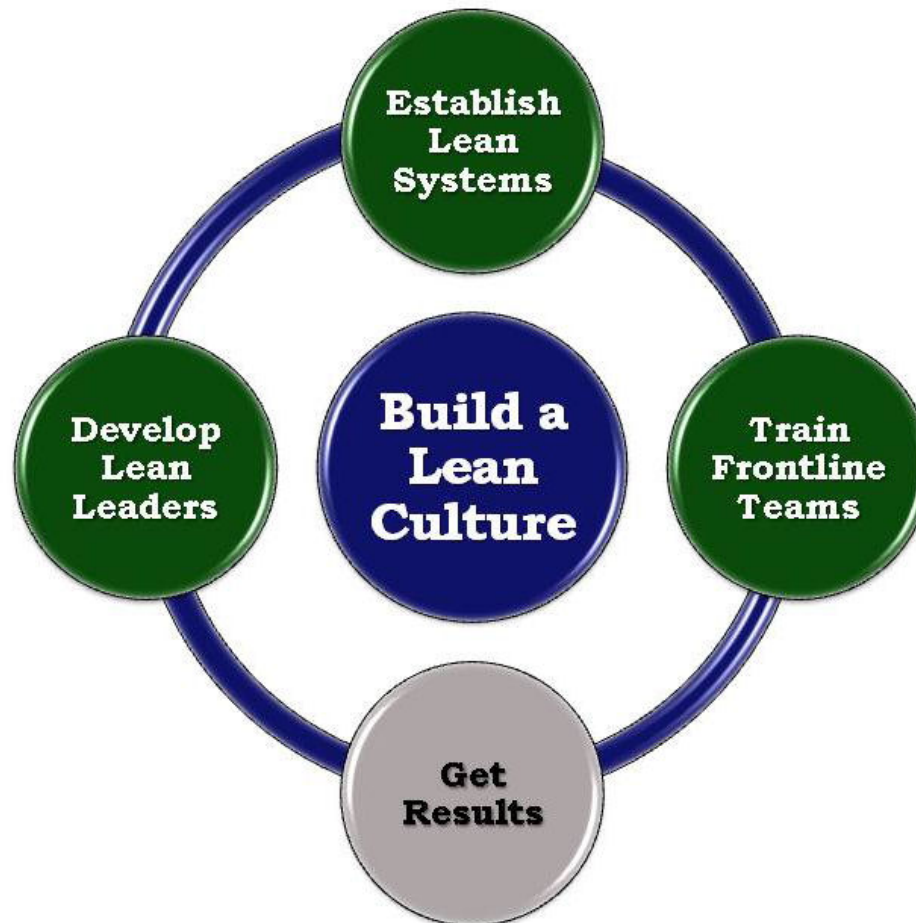 Establish
Lean
Systems
Develop
Lean
Leaders
Build a
Lean
Culture
Train
Frontline
Teams
Get
Results